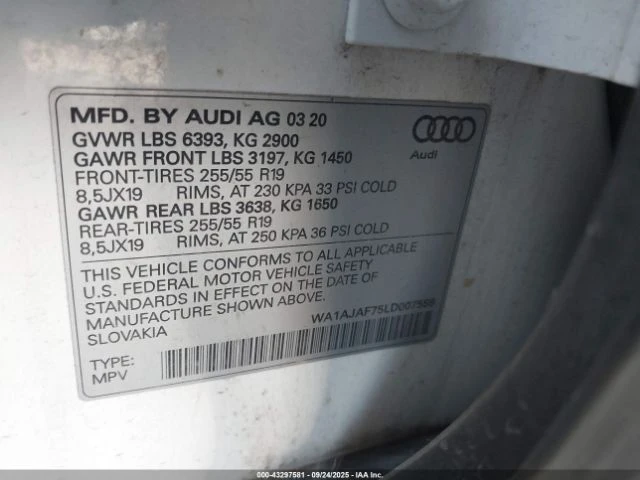 MFD. BY AUDI AG 03 20
GVWR LBS 6393, KG 2900
GAWR FRONT LBS 3197, KG 1450
FRONT-TIRES 255/55 R19
8,5JX19 RIMS, AT 230 KPA 33 PSI COLD
GAWR REAR LBS 3638, KG 1650
REAR-TIRES 255/55 R19
8,5JX19 RIMS, AT 250 KPA 36 PSI COLD
Audi
THIS VEHICLE CONFORMS TO ALL APPLICABLE
U.S. FEDERAL MOTOR VEHICLE SAFETY
STANDARDS IN EFFECT ON THE DATE OF
MANUFACTURE SHOWN ABOVE.
SLOVAKIA WA1AJAF75LD007588
TYPE:
MPV
000-43297581 - 09/24/2025 - IAAI.COM